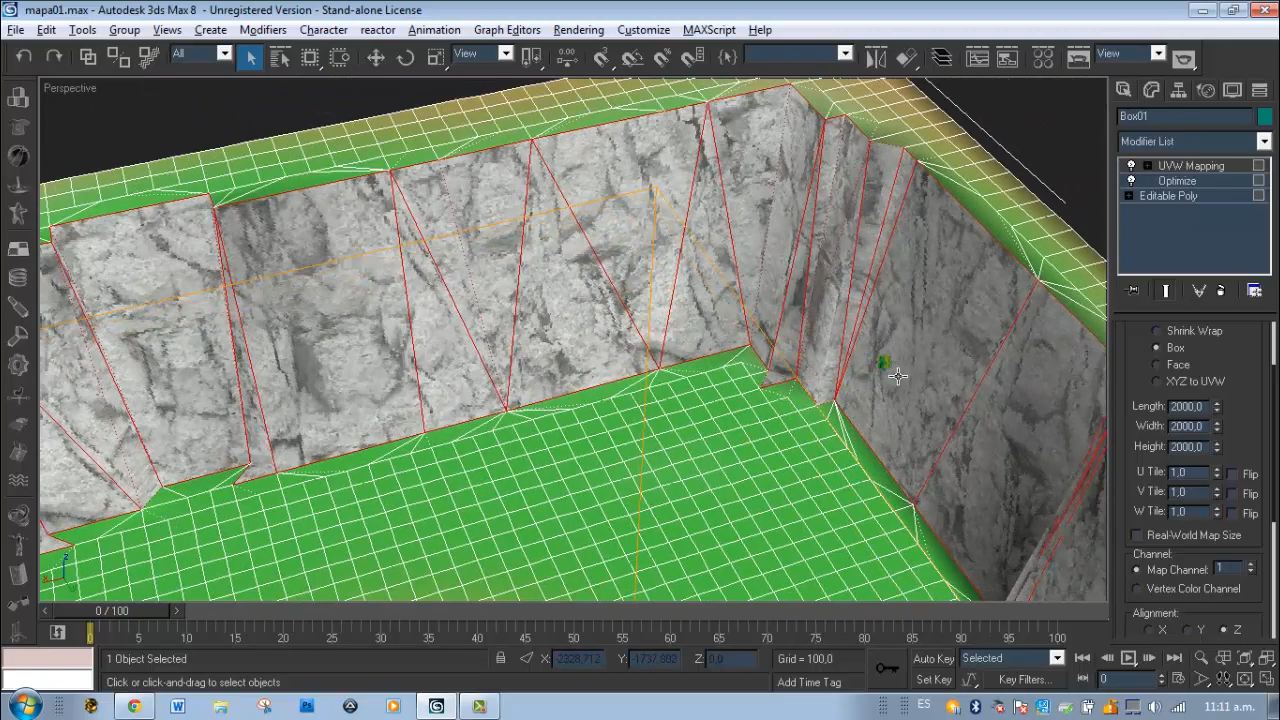 mapa01.max - Autodesk 3ds Max 8 - Unregistered Version - Stand-alone License
File Edit Tools Group Views Create Modifiers Character reactor Animation Graph Editors Rendering Customize MAXScript Help
All View View
Perspective
Box01
Modifier List
UVW Mapping
Optimize
Editable Poly
Shrink Wrap
Box
Face
XYZ to UVW
Length: 2000,0
Width: 2000,0
Height: 2000,0
U Tile: 1,0 Flip
V Tile: 1,0 Flip
W Tile: 1,0 Flip
Real-World Map Size
Channel:
Map Channel: 1
Vertex Color Channel
Alignment:
X Y Z
0 / 100
0 5 10 15 20 25 30 35 40 45 50 55 60 65 70 75 80 85 90 95 100
1 Object Selected X: -2328,712 Y: -1737,892 Z: 0,0 Grid = 100,0 Auto Key Selected
Click or click-and-drag to select objects Add Time Tag Set Key Key Filters... 0
ES 11:11 a.m.